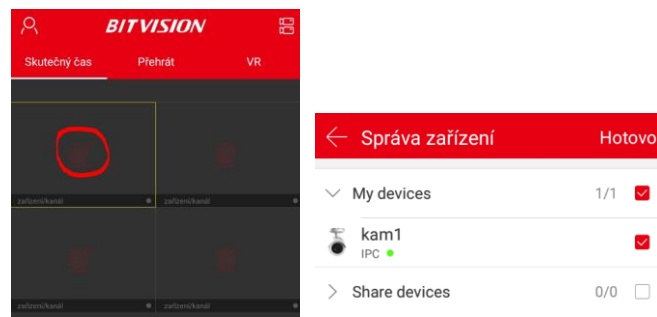 BITVISION
Skutečný čas Přehrát VR
zařízení/kanál zařízení/kanál
zařízení/kanál zařízení/kanál
Správa zařízení Hotovo
My devices 1/1
kam1
IPC
Share devices 0/0